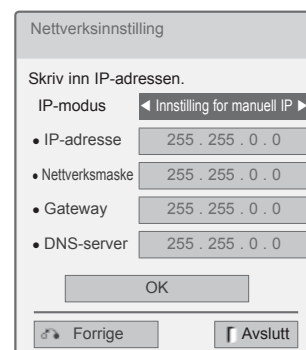 Nettverksinnstilling
Skriv inn IP-adressen.
IP-modus ◀ Innstilling for manuell IP ▶
• IP-adresse 255 . 255 . 0 . 0
• Nettverksmaske 255 . 255 . 0 . 0
• Gateway 255 . 255 . 0 . 0
• DNS-server 255 . 255 . 0 . 0
OK
Forrige Avslutt